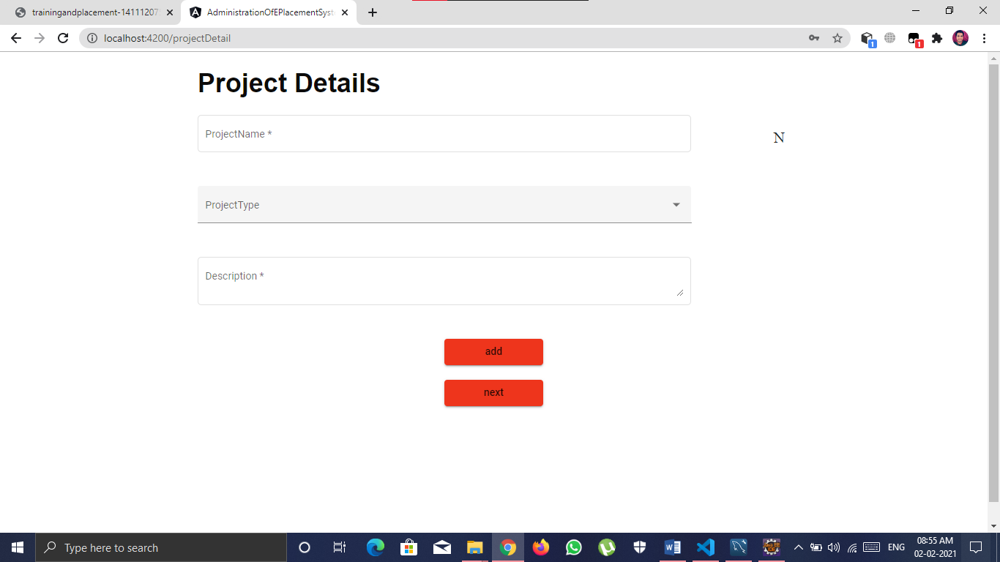 trainingandplacement-14111207
AdministrationOfEPlacementSyst
localhost:4200/projectDetail
1
1
Project Details
ProjectName *
N
ProjectType
Description *
add
next
Type here to search
ENG
08:55 AM
02-02-2021